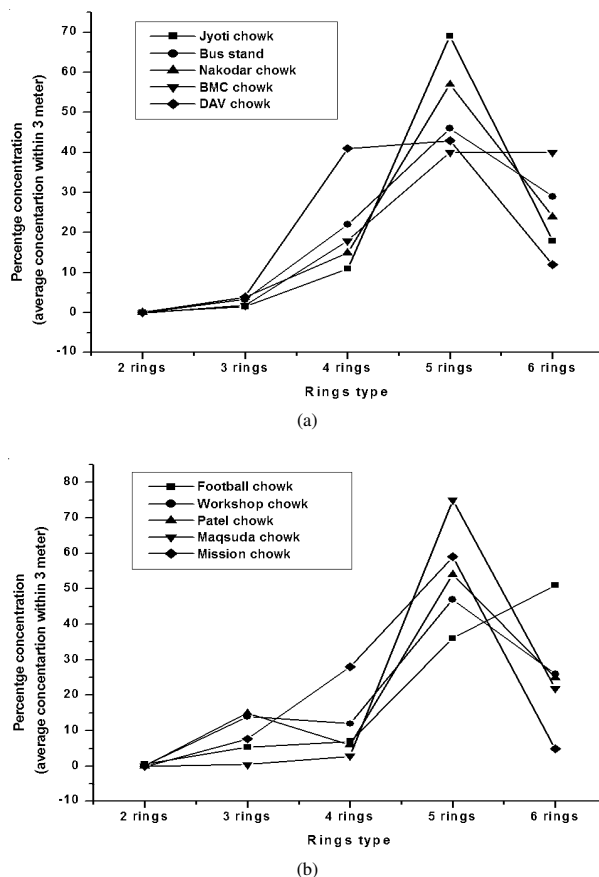 Jyoti chowk
Bus stand
Nakodar chowk
BMC chowk
DAV chowk
70
60
50
40
30
20
10
0
-10
Percentge concentration
(average concentartion within 3 meter)
2 rings 3 rings 4 rings 5 rings 6 rings
Rings type
(a)
Football chowk
Workshop chowk
Patel chowk
Maqsuda chowk
Mission chowk
80
70
60
50
40
30
20
10
0
-10
Percentge concentration
(average concentartion within 3 meter)
2 rings 3 rings 4 rings 5 rings 6 rings
Rings type
(b)